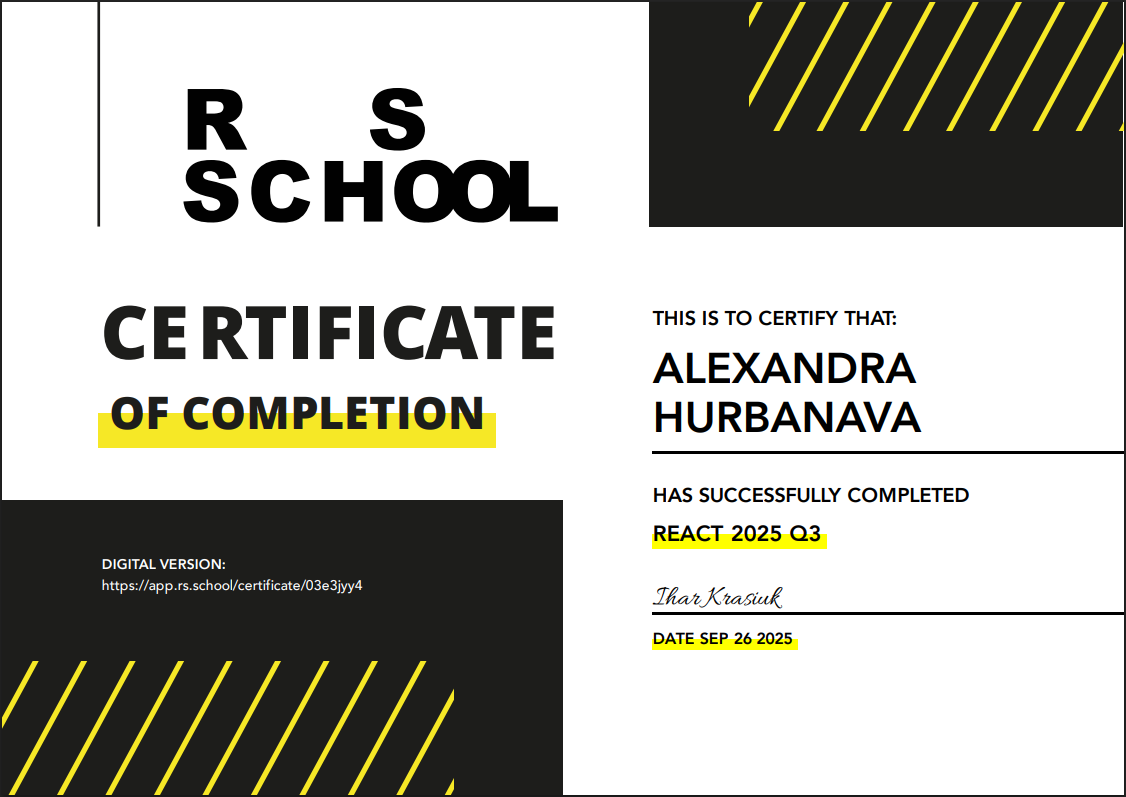 R S
SCHOOL
CERTIFICATE
OF COMPLETION
DIGITAL VERSION:
https://app.rs.school/certificate/03e3jyy4
THIS IS TO CERTIFY THAT:
ALEXANDRA
HURBANAVA
HAS SUCCESSFULLY COMPLETED
REACT 2025 Q3
Ihar Krasiuk
DATE SEP 26 2025